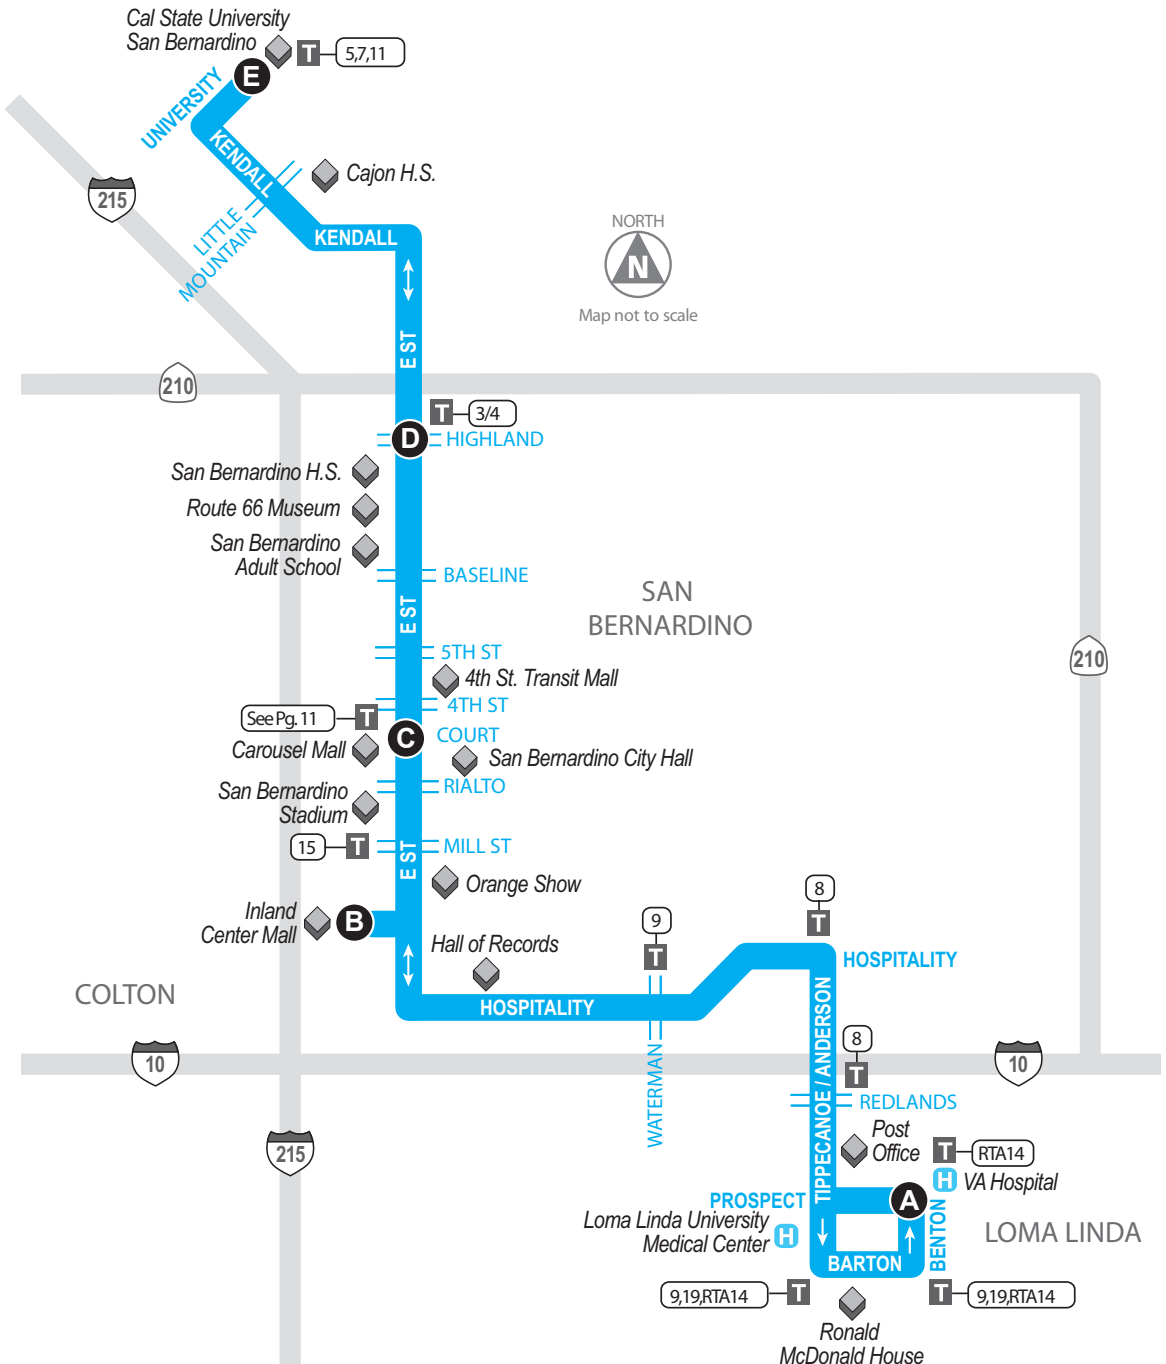 Cal State University
San Bernardino
T
5,7,11
E
UNIVERSITY
KENDALL
Cajon H.S.
215
LITTLE
MOUNTAIN
KENDALL
NORTH
N
Map not to scale
E ST
210
T
3/4
D
HIGHLAND
San Bernardino H.S.
Route 66 Museum
San Bernardino
Adult School
BASELINE
E ST
SAN
BERNARDINO
5TH ST
210
4th St. Transit Mall
4TH ST
See Pg. 11
T
C
COURT
Carousel Mall
San Bernardino City Hall
RIALTO
San Bernardino
Stadium
15
T
MILL ST
E ST
Orange Show
8
T
Inland
Center Mall
B
9
T
Hall of Records
HOSPITALITY
COLTON
HOSPITALITY
TIPPECANOE / ANDERSON
10
8
T
10
WATERMAN
REDLANDS
215
Post
Office
T
RTA14
H
VA Hospital
PROSPECT
A
BENTON
Loma Linda University
Medical Center
H
LOMA LINDA
BARTON
9,19,RTA14
T
T
9,19,RTA14
Ronald
McDonald House